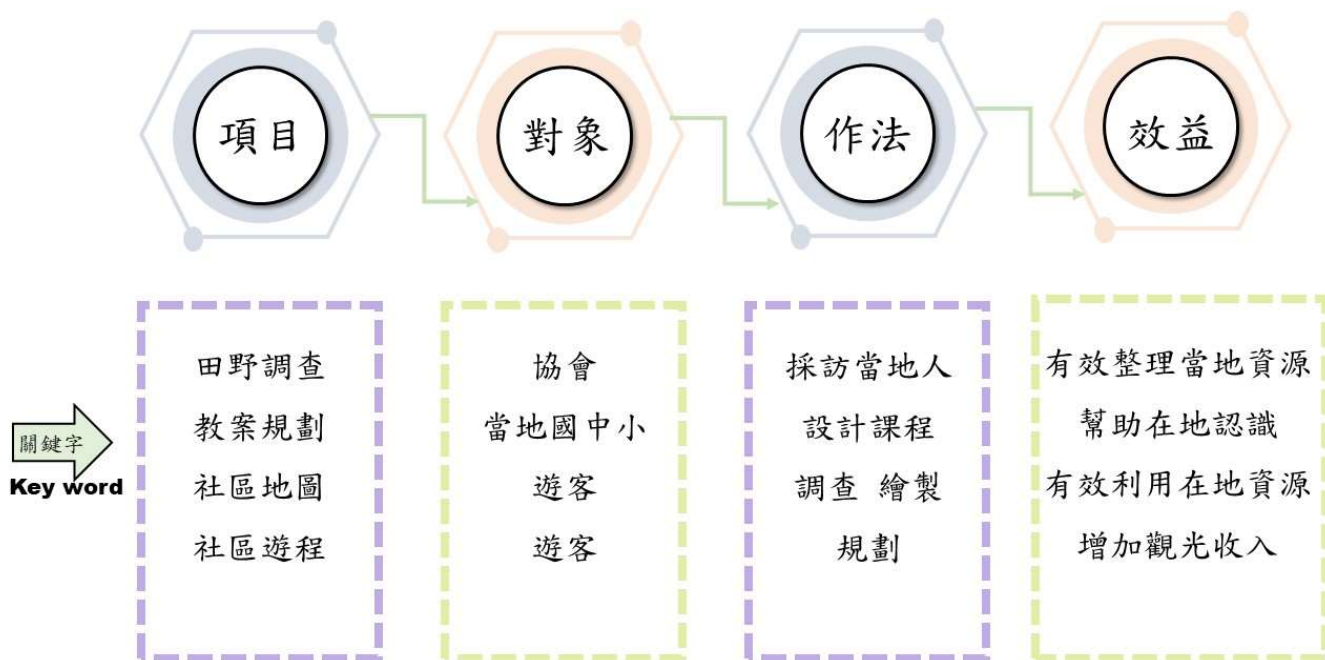 項目
對象
作法
效益
關鍵字
Key word
田野調查
教案規劃
社區地圖
社區遊程
協會
當地國中小
遊客
遊客
採訪當地人
設計課程
調查 繪製
規劃
有效整理當地資源
幫助在地認識
有效利用在地資源
增加觀光收入